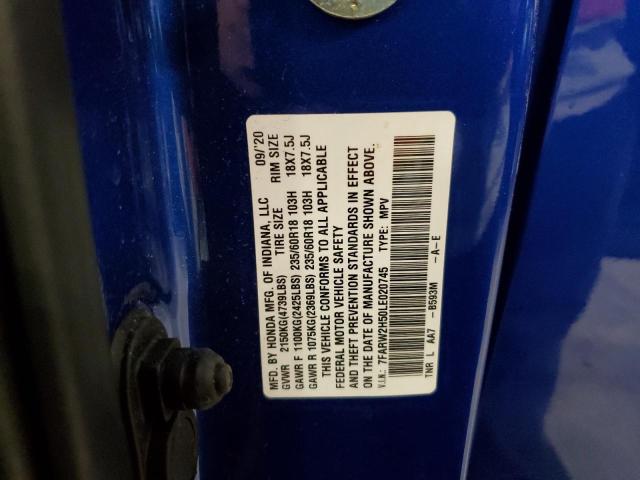 MFD. BY HONDA MFG. OF INDIANA, LLC 09/'20
GVWR 2150KG(4739LBS) TIRE SIZE RIM SIZE
GAWR F 1100KG(2425LBS) 235/60R18 103H 18X7.5J
GAWR R 1075KG(2369LBS) 235/60R18 103H 18X7.5J
THIS VEHICLE CONFORMS TO ALL APPLICABLE
FEDERAL MOTOR VEHICLE SAFETY
AND THEFT PREVENTION STANDARDS IN EFFECT
ON THE DATE OF MANUFACTURE SHOWN ABOVE.
V.I.N.: 7FARW2H50LE020745 TYPE: MPV
TNR L AA7 -B593M -A-E